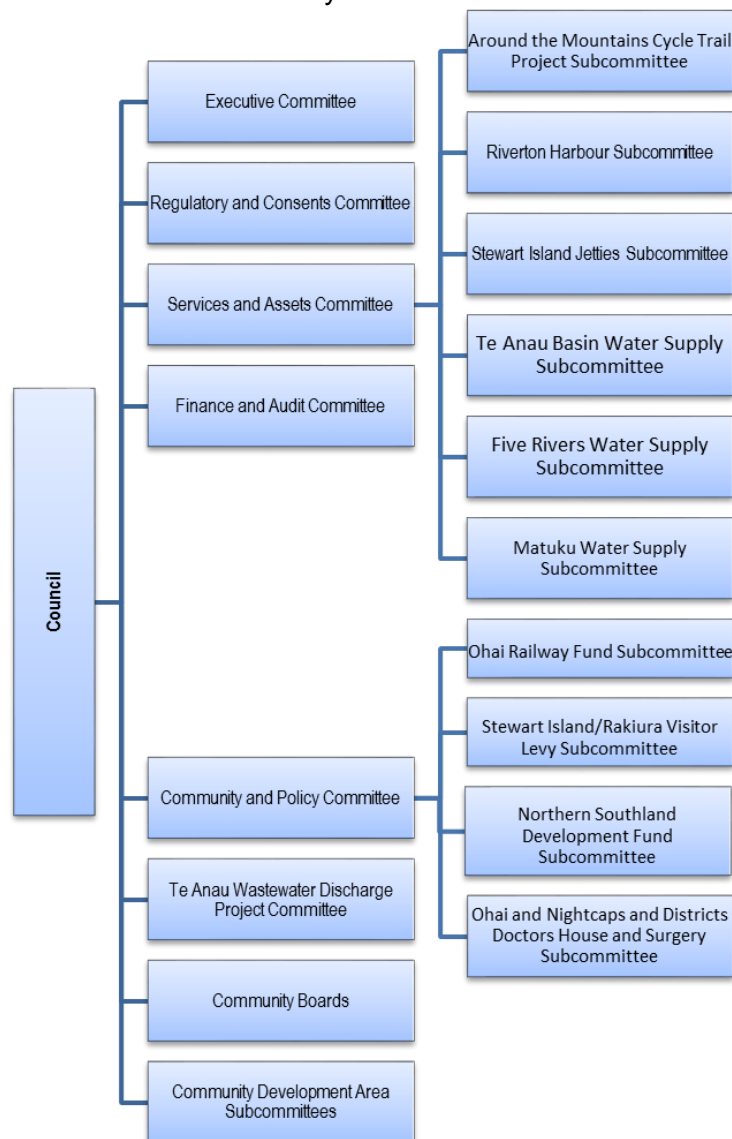 Council
Executive Committee
Regulatory and Consents Committee
Services and Assets Committee
Finance and Audit Committee
Community and Policy Committee
Te Anau Wastewater Discharge
Project Committee
Community Boards
Community Development Area
Subcommittees
Around the Mountains Cycle Trail
Project Subcommittee
Riverton Harbour Subcommittee
Stewart Island Jetties Subcommittee
Te Anau Basin Water Supply
Subcommittee
Five Rivers Water Supply
Subcommittee
Matuku Water Supply
Subcommittee
Ohai Railway Fund Subcommittee
Stewart Island/Rakiura Visitor
Levy Subcommittee
Northern Southland
Development Fund
Subcommittee
Ohai and Nightcaps and Districts
Doctors House and Surgery
Subcommittee